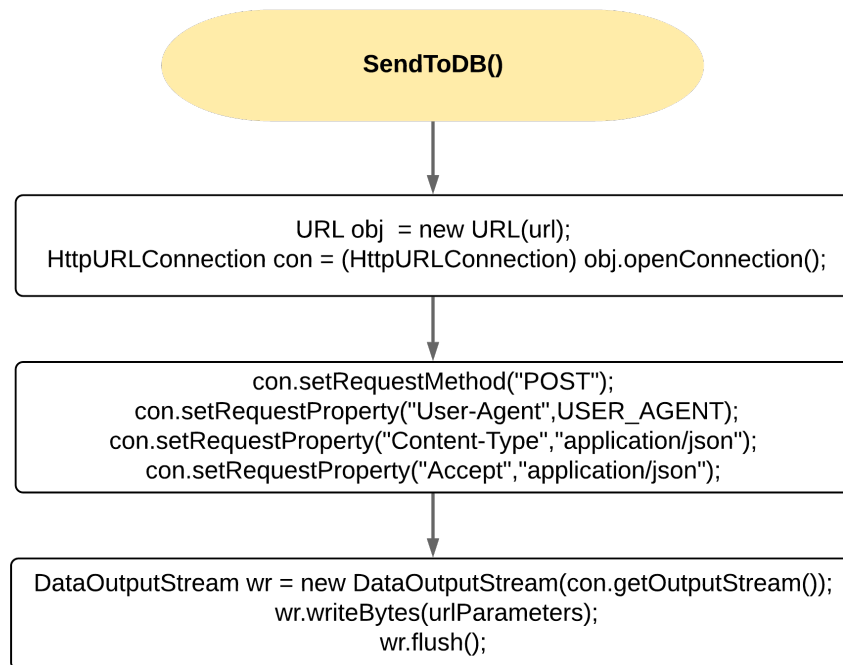 SendToDB()
URL obj  = new URL(url);
HttpURLConnection con = (HttpURLConnection) obj.openConnection();
con.setRequestMethod("POST");
con.setRequestProperty("User-Agent",USER_AGENT);
con.setRequestProperty("Content-Type","application/json");
con.setRequestProperty("Accept","application/json");
DataOutputStream wr = new DataOutputStream(con.getOutputStream());
wr.writeBytes(urlParameters);
wr.flush();